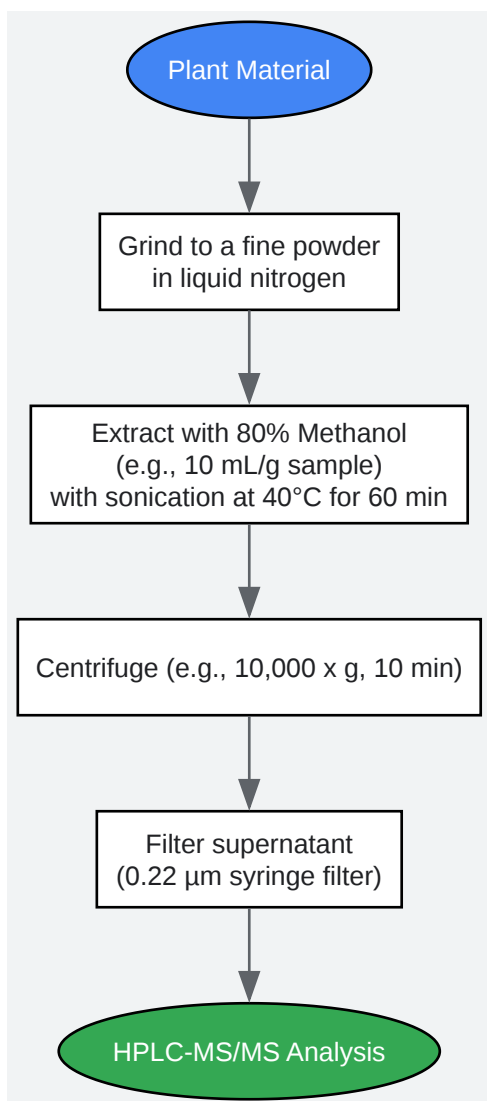 Plant Material
Grind to a fine powder
in liquid nitrogen
Extract with 80% Methanol
(e.g., 10 mL/g sample)
with sonication at 40°C for 60 min
Centrifuge (e.g., 10,000 x g, 10 min)
Filter supernatant
(0.22 µm syringe filter)
HPLC-MS/MS Analysis